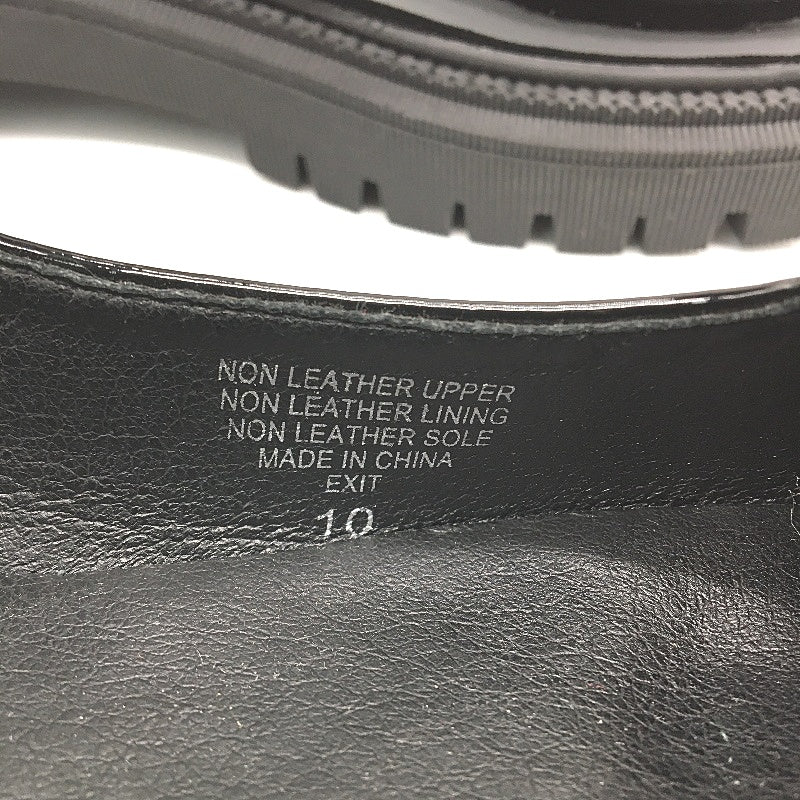 NON LEATHER UPPER
NON LEATHER LINING
NON LEATHER SOLE
MADE IN CHINA
EXIT
10